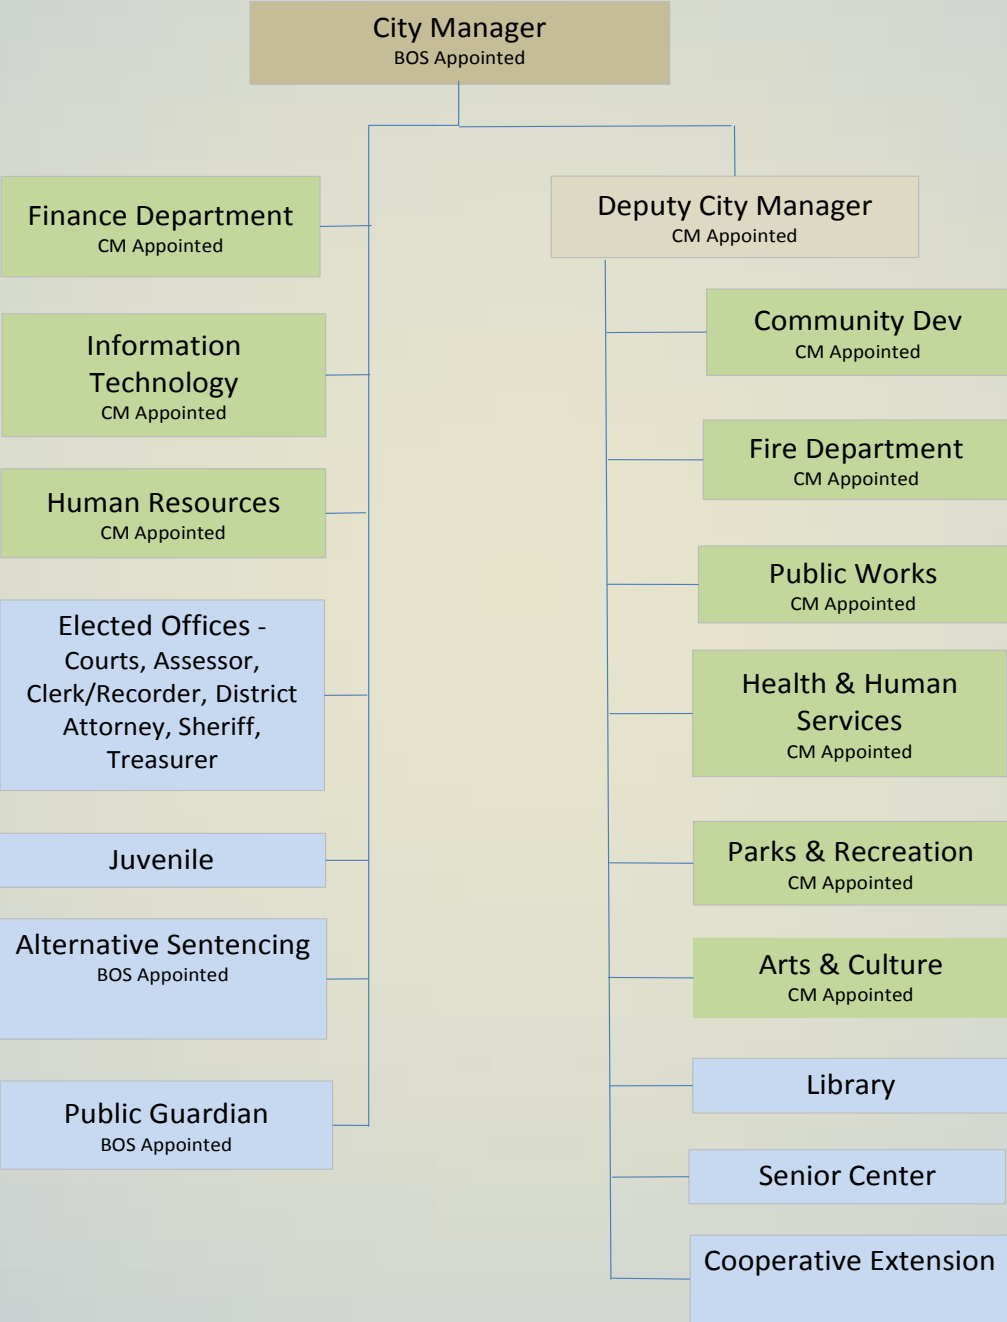 City Manager
BOS Appointed
Finance Department
CM Appointed
Information
Technology
CM Appointed
Human Resources
CM Appointed
Elected Offices -
Courts, Assessor,
Clerk/Recorder, District
Attorney, Sheriff,
Treasurer
Juvenile
Alternative Sentencing
BOS Appointed
Public Guardian
BOS Appointed
Deputy City Manager
CM Appointed
Community Dev
CM Appointed
Fire Department
CM Appointed
Public Works
CM Appointed
Health & Human
Services
CM Appointed
Parks & Recreation
CM Appointed
Arts & Culture
CM Appointed
Library
Senior Center
Cooperative Extension